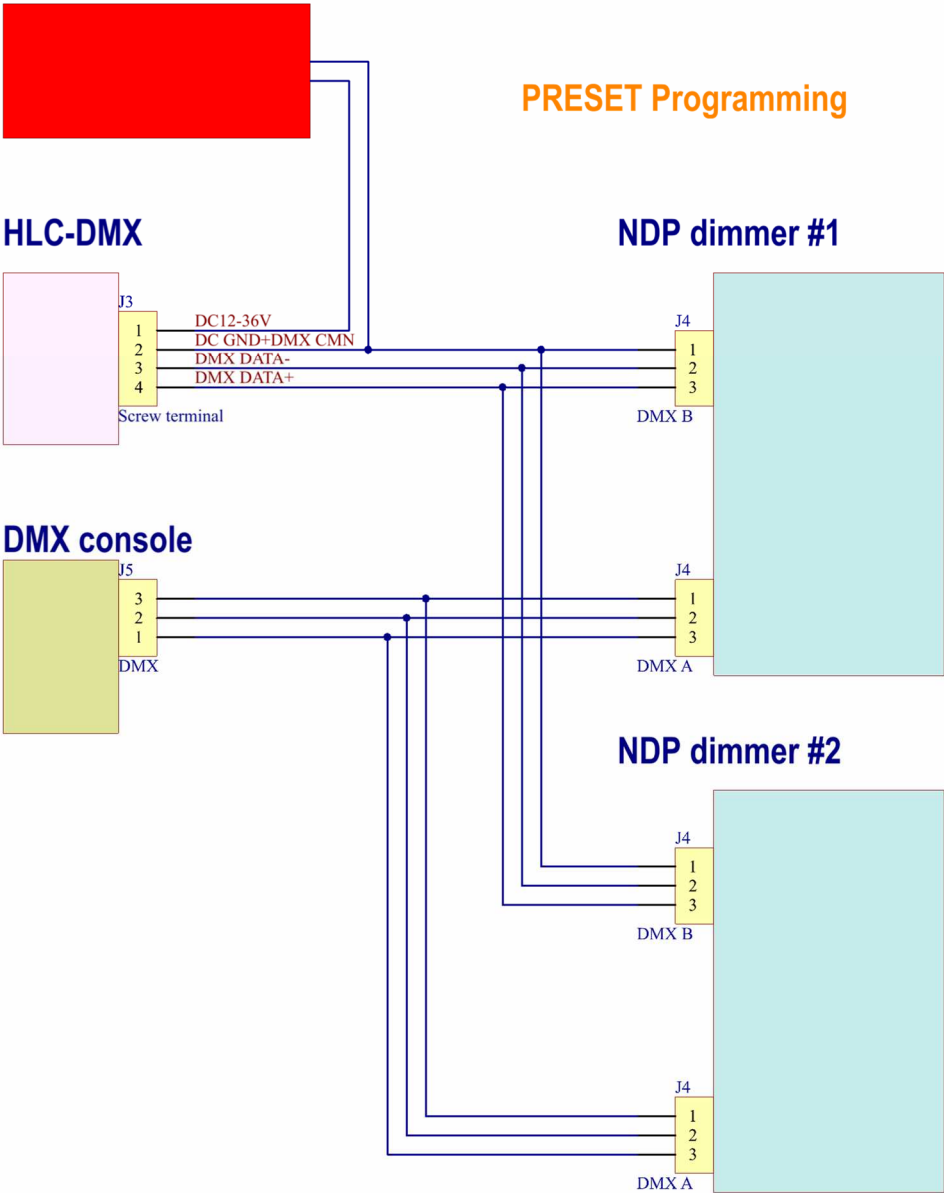 PRESET Programming
HLC-DMX
NDP dimmer #1
J3
1
2
3
4
DC12-36V
DC GND+DMX CMN
DMX DATA-
DMX DATA+
Screw terminal
J4
1
2
3
DMX B
DMX console
J5
3
2
1
DMX
J4
1
2
3
DMX A
NDP dimmer #2
J4
1
2
3
DMX B
J4
1
2
3
DMX A